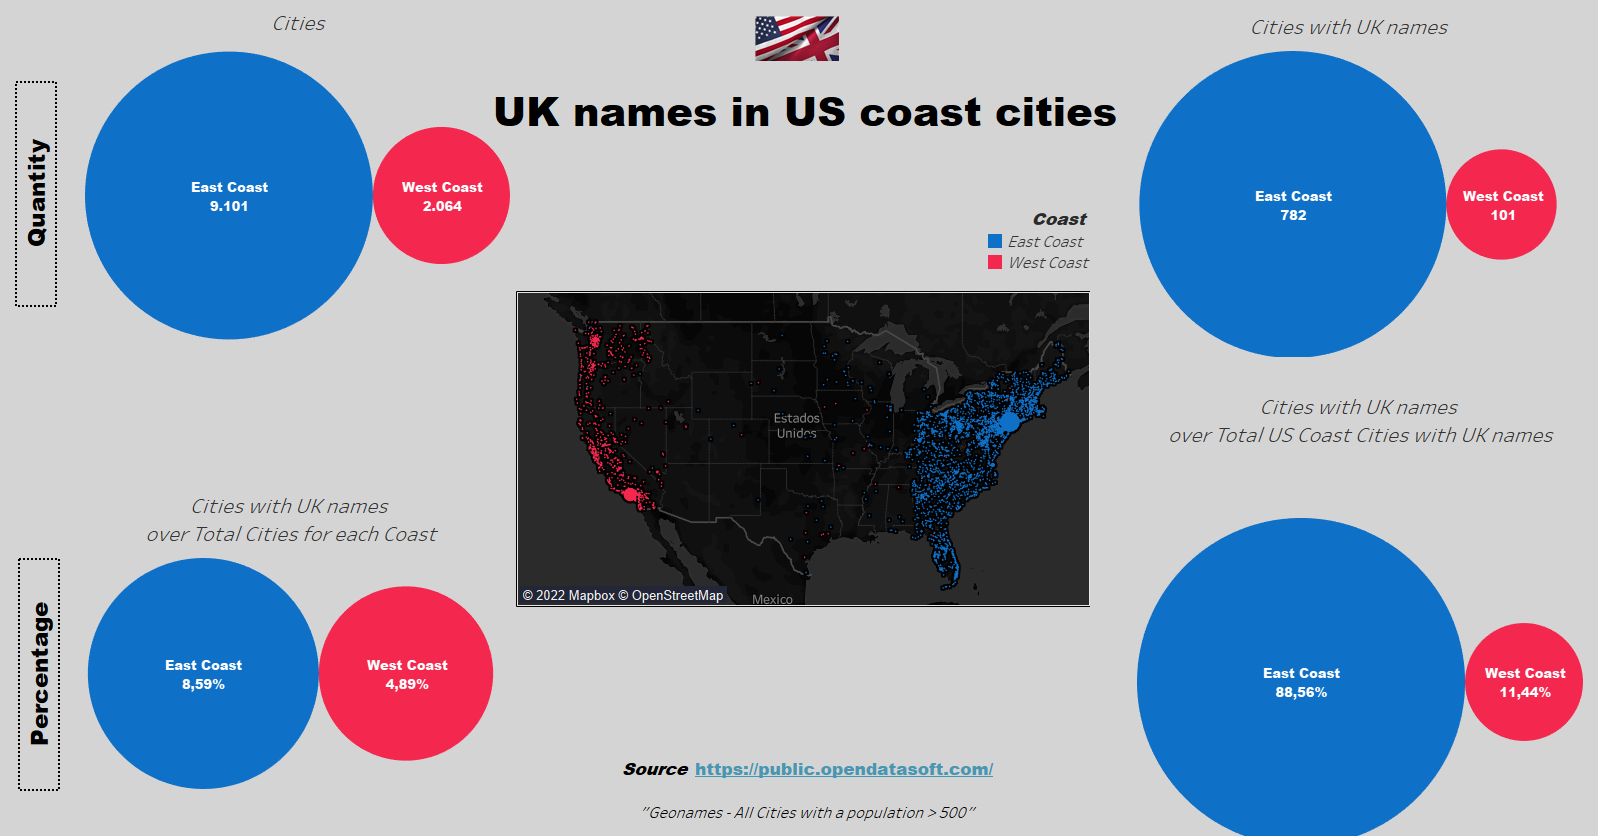 Cities
Cities with UK names
UK names in US coast cities
Quantity
East Coast
9.101
West Coast
2.064
East Coast
782
West Coast
101
Coast
East Coast
West Coast
Estados
Unidos
Mexico
© 2022 Mapbox © OpenStreetMap
Cities with UK names
over Total US Coast Cities with UK names
Cities with UK names
over Total Cities for each Coast
Percentage
East Coast
8,59%
West Coast
4,89%
East Coast
88,56%
West Coast
11,44%
Source https://public.opendatasoft.com/
"Geonames - All Cities with a population > 500"